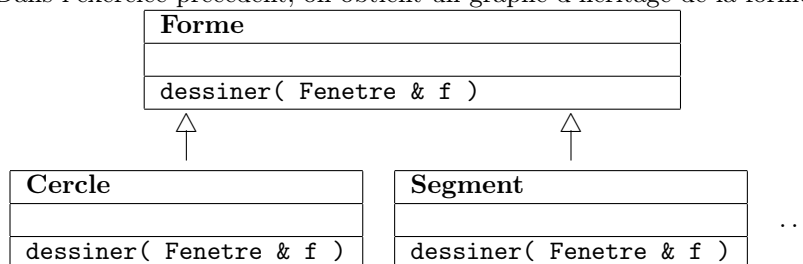 Dans l'exercice précédent, on obtient un graphe d'héritage de la forme
Forme
dessiner( Fenetre & f )
Cercle
Segment
...
dessiner( Fenetre & f )
dessiner( Fenetre & f )